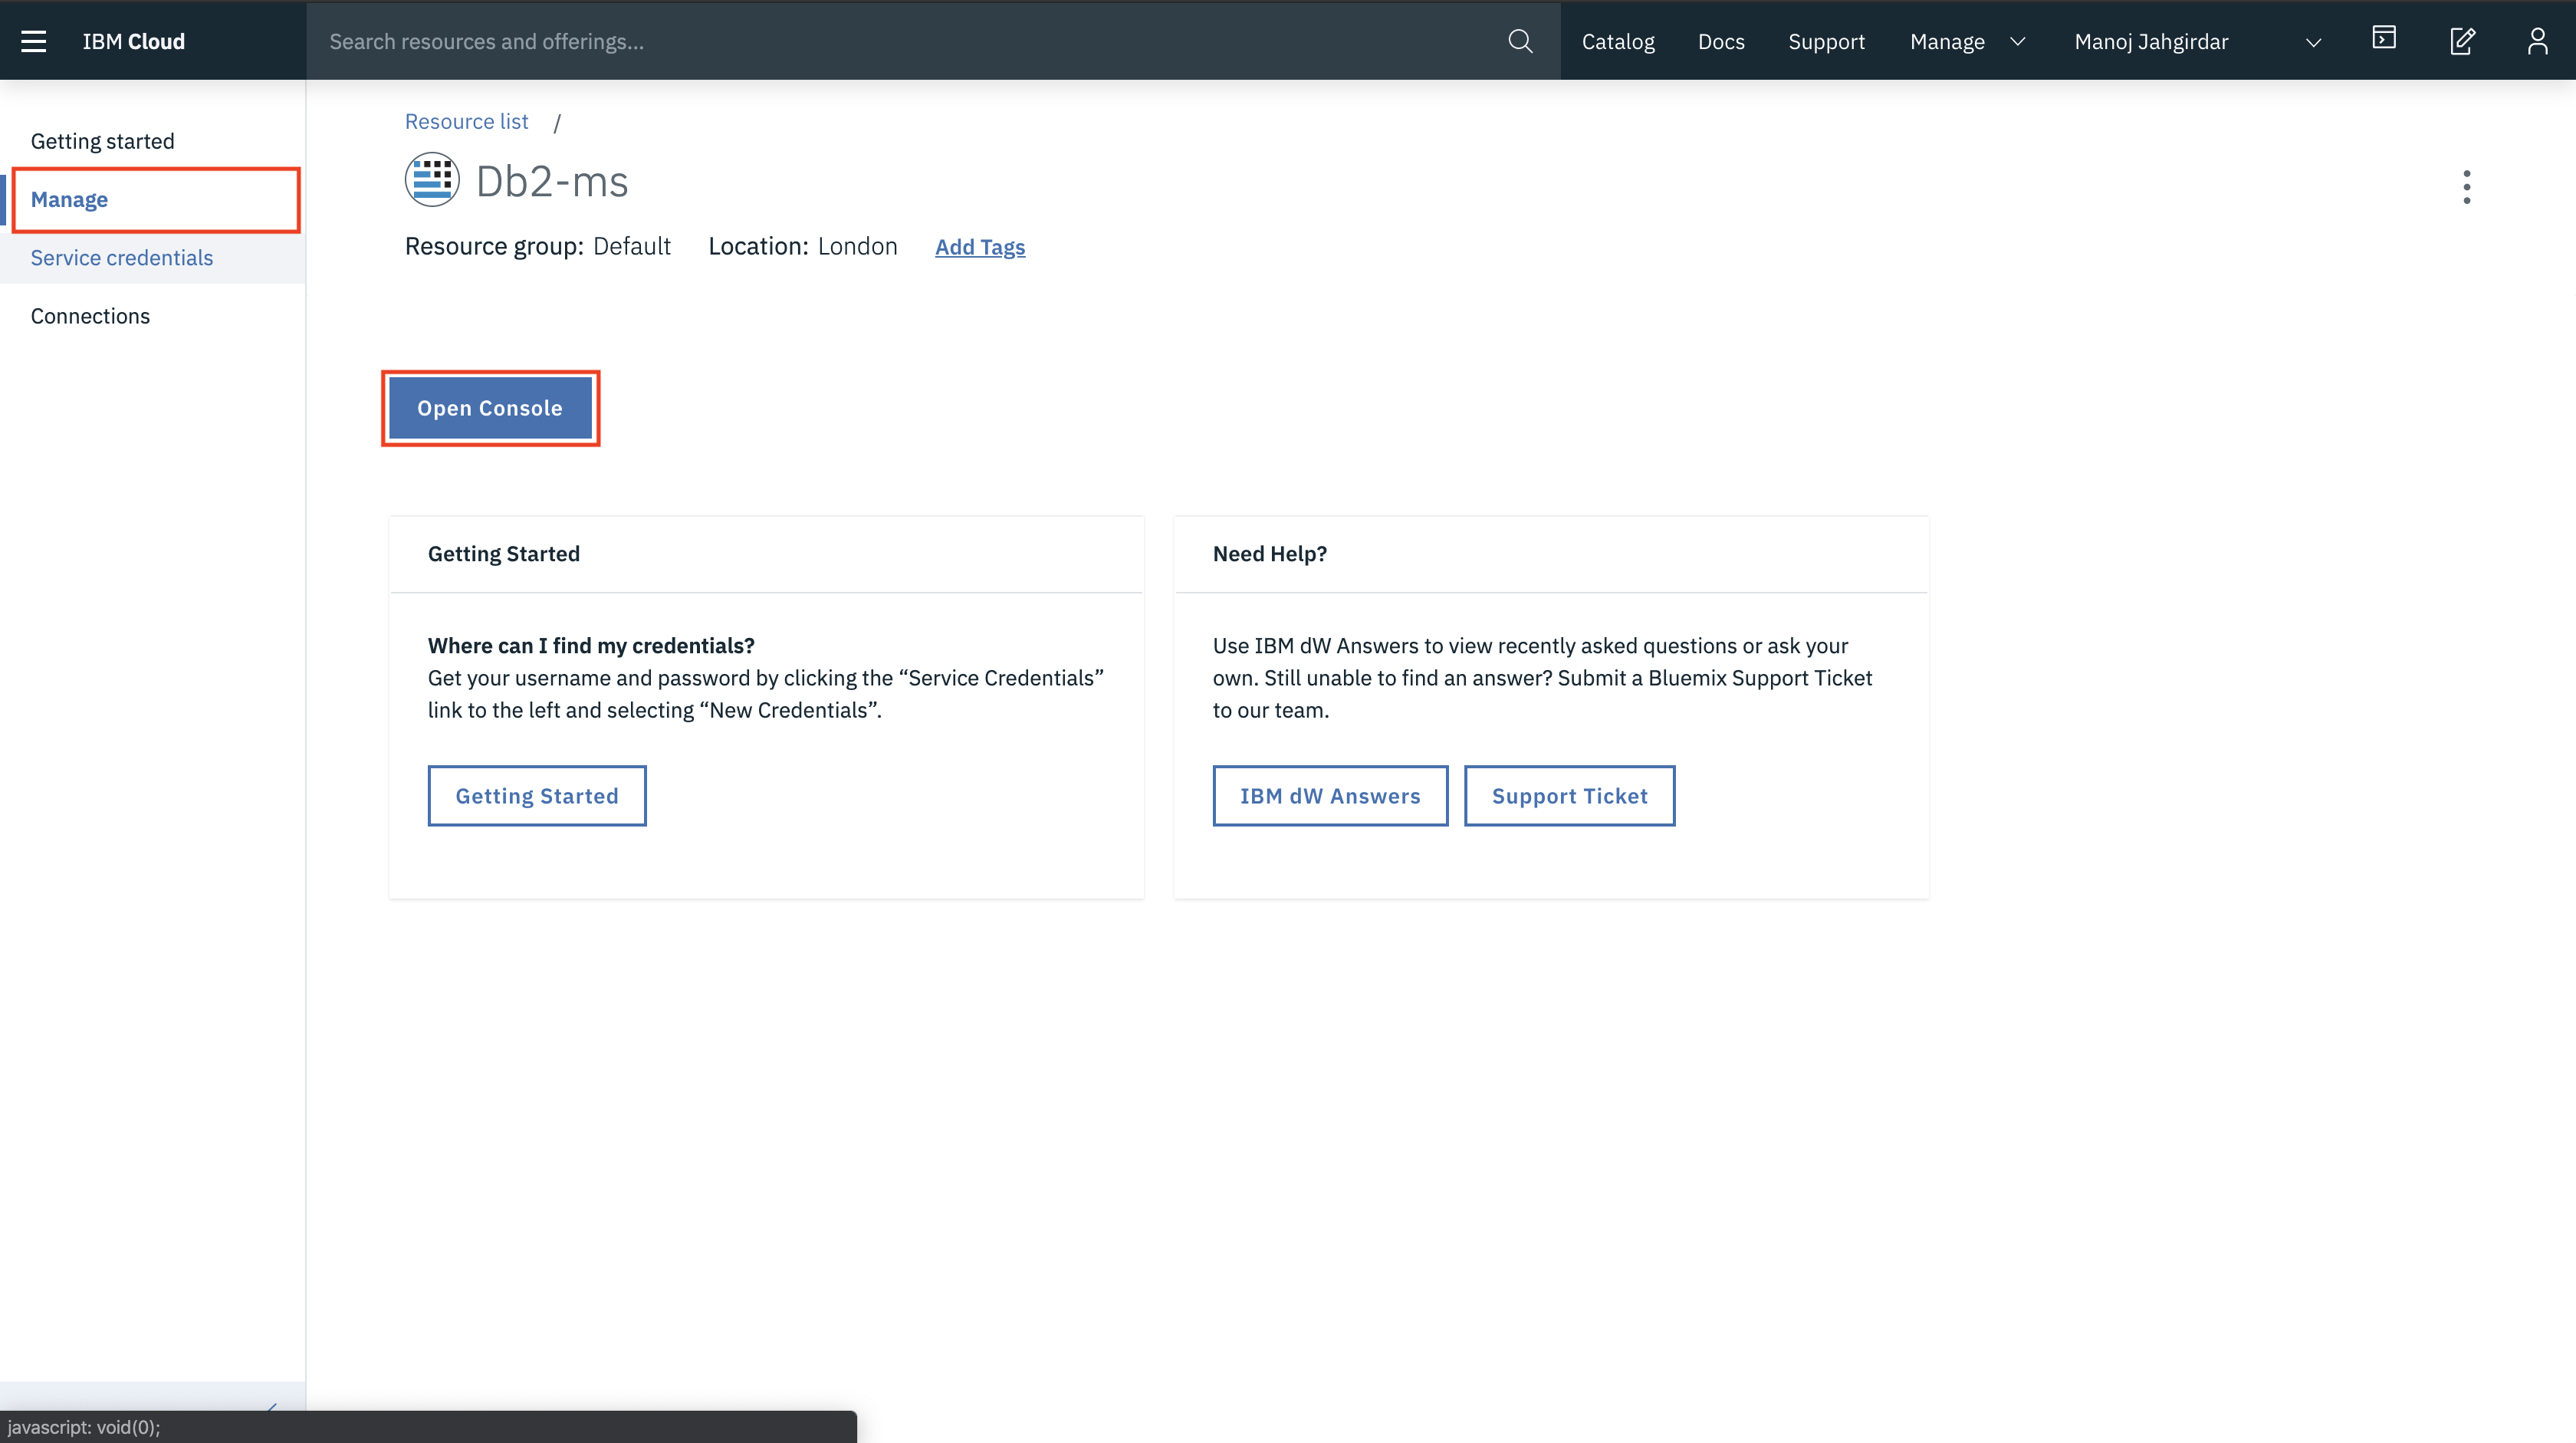 IBM Cloud
Search resources and offerings...
Catalog
Docs
Support
Manage
Manoj Jahgirdar
Getting started
Manage
Service credentials
Connections
Resource list /
Db2-ms
Resource group: Default Location: London Add Tags
Open Console
Getting Started
Where can I find my credentials?
Get your username and password by clicking the “Service Credentials”
link to the left and selecting “New Credentials”.
Getting Started
Need Help?
Use IBM dW Answers to view recently asked questions or ask your
own. Still unable to find an answer? Submit a Bluemix Support Ticket
to our team.
IBM dW Answers
Support Ticket
javascript: void(0);